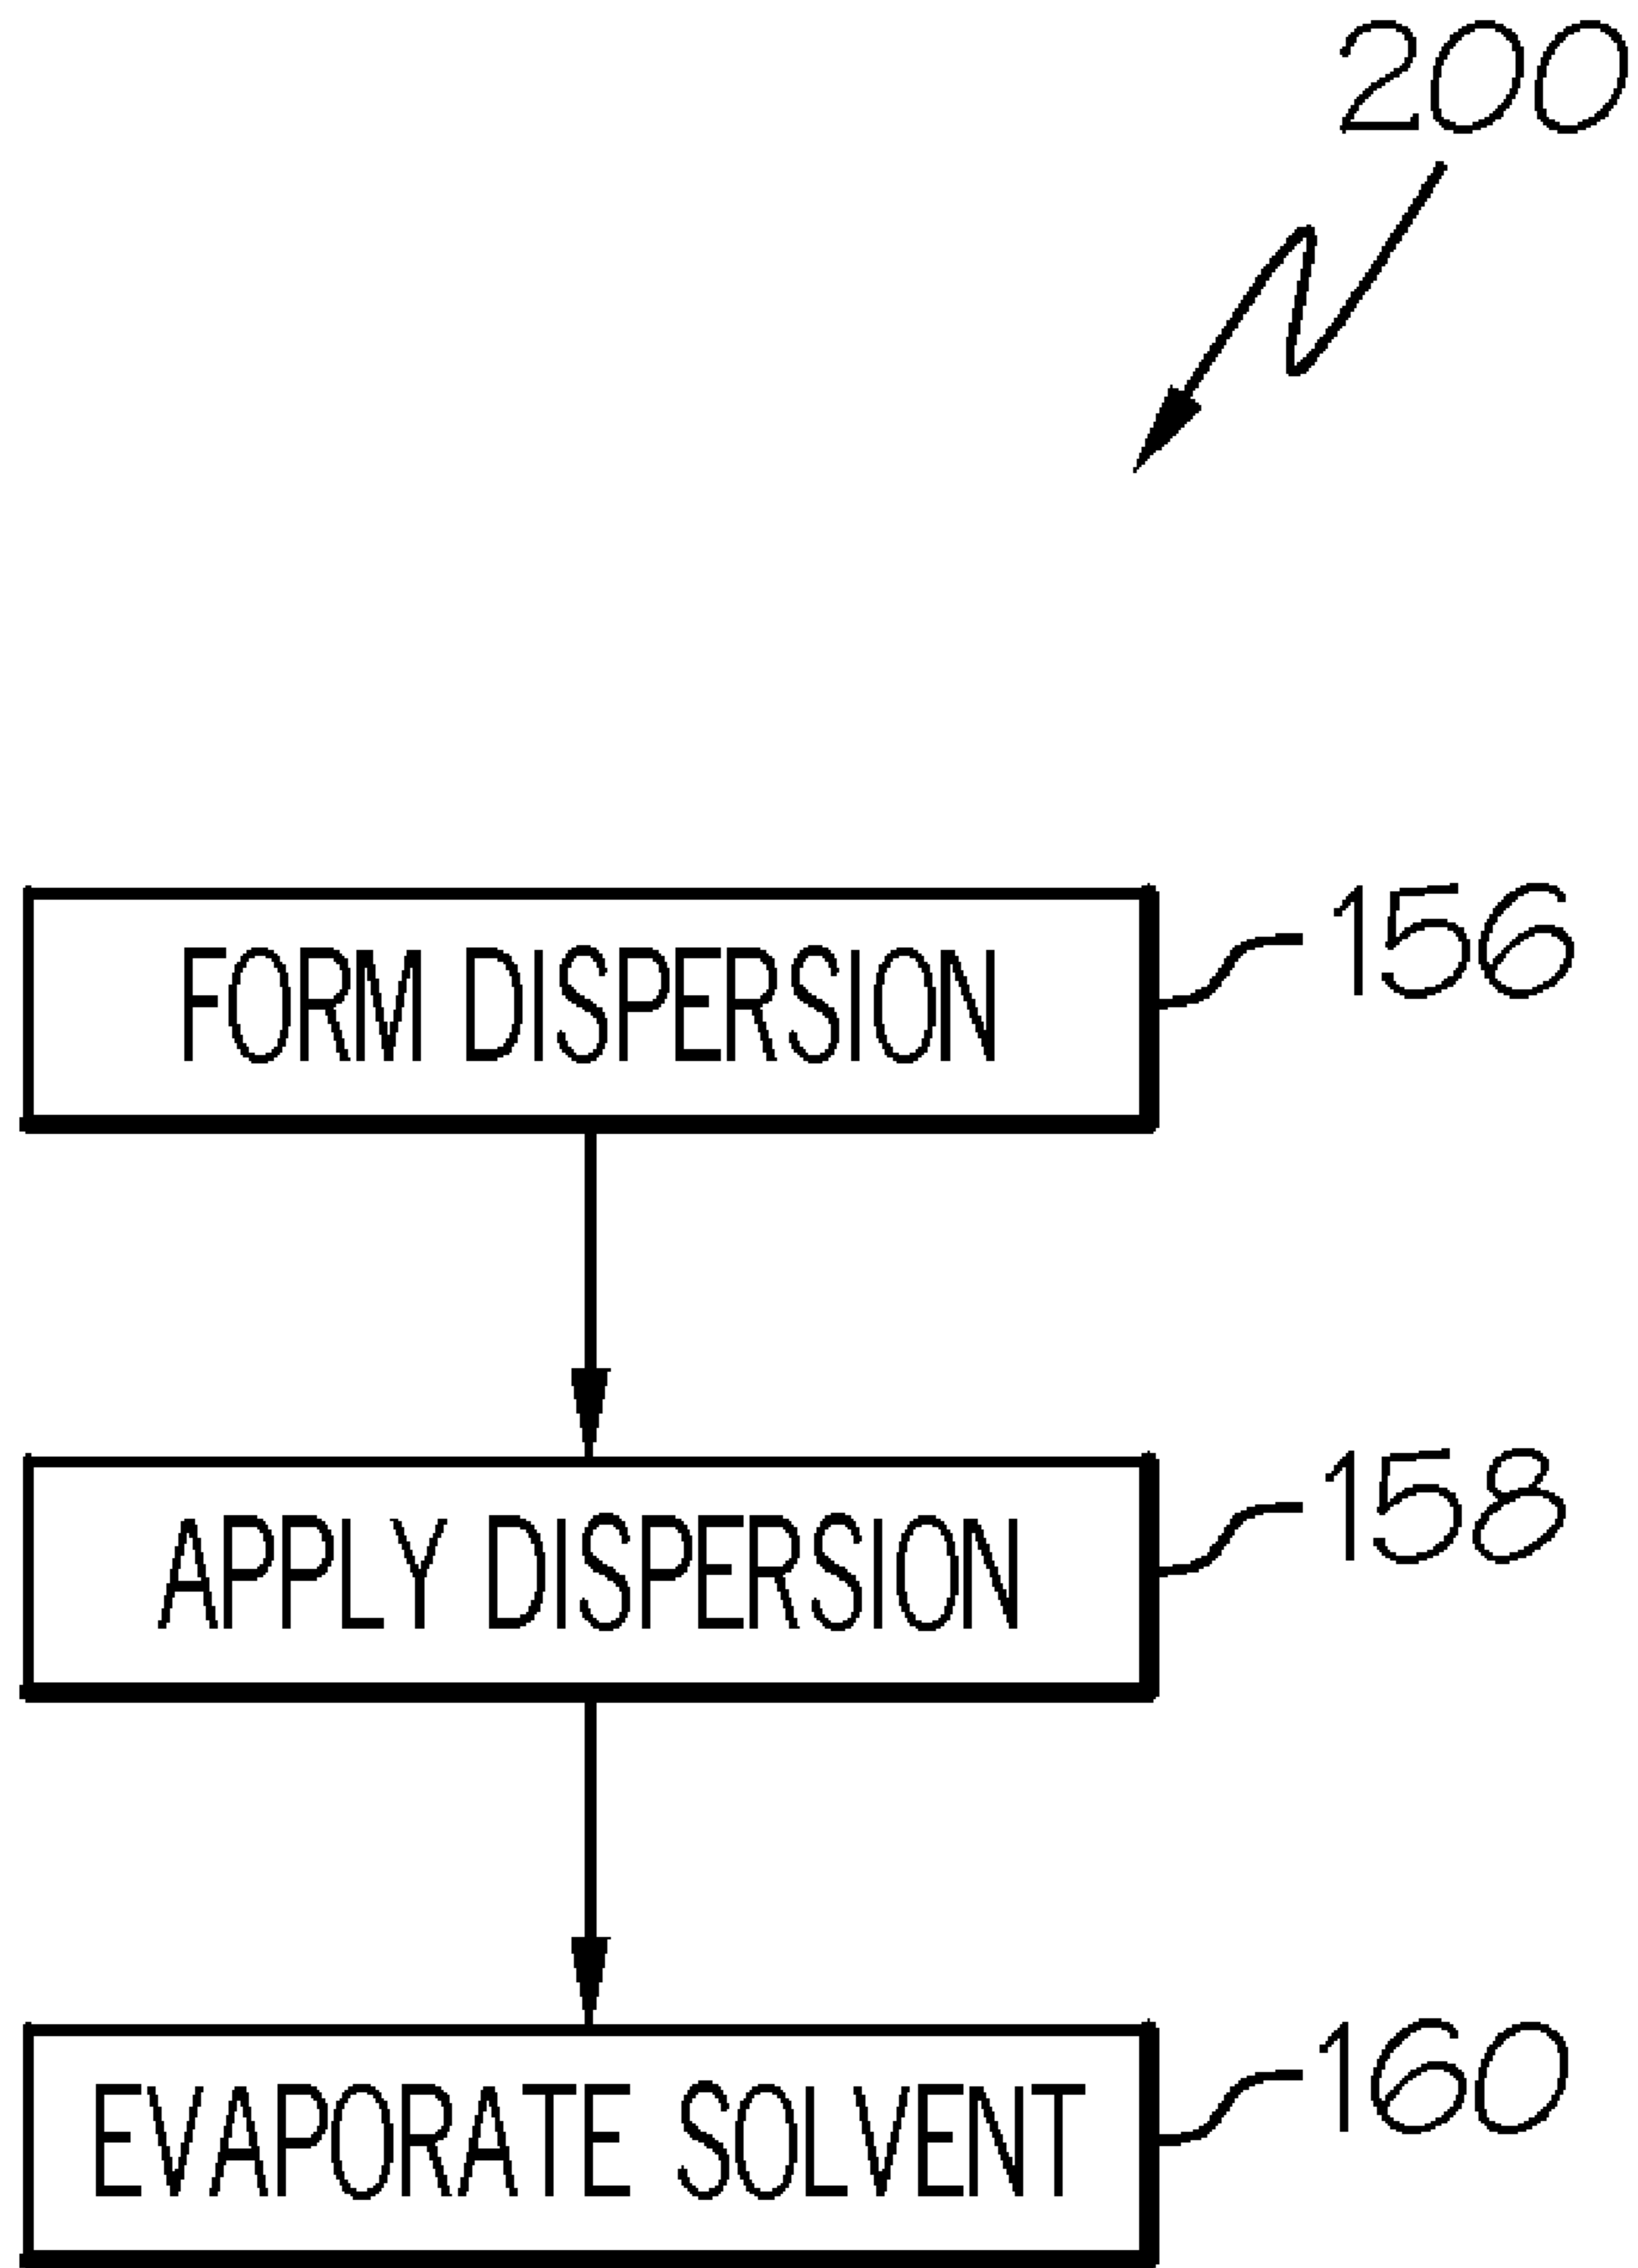 200
FORM DISPERSION
156
APPLY DISPERSION
158
EVAPORATE SOLVENT
160